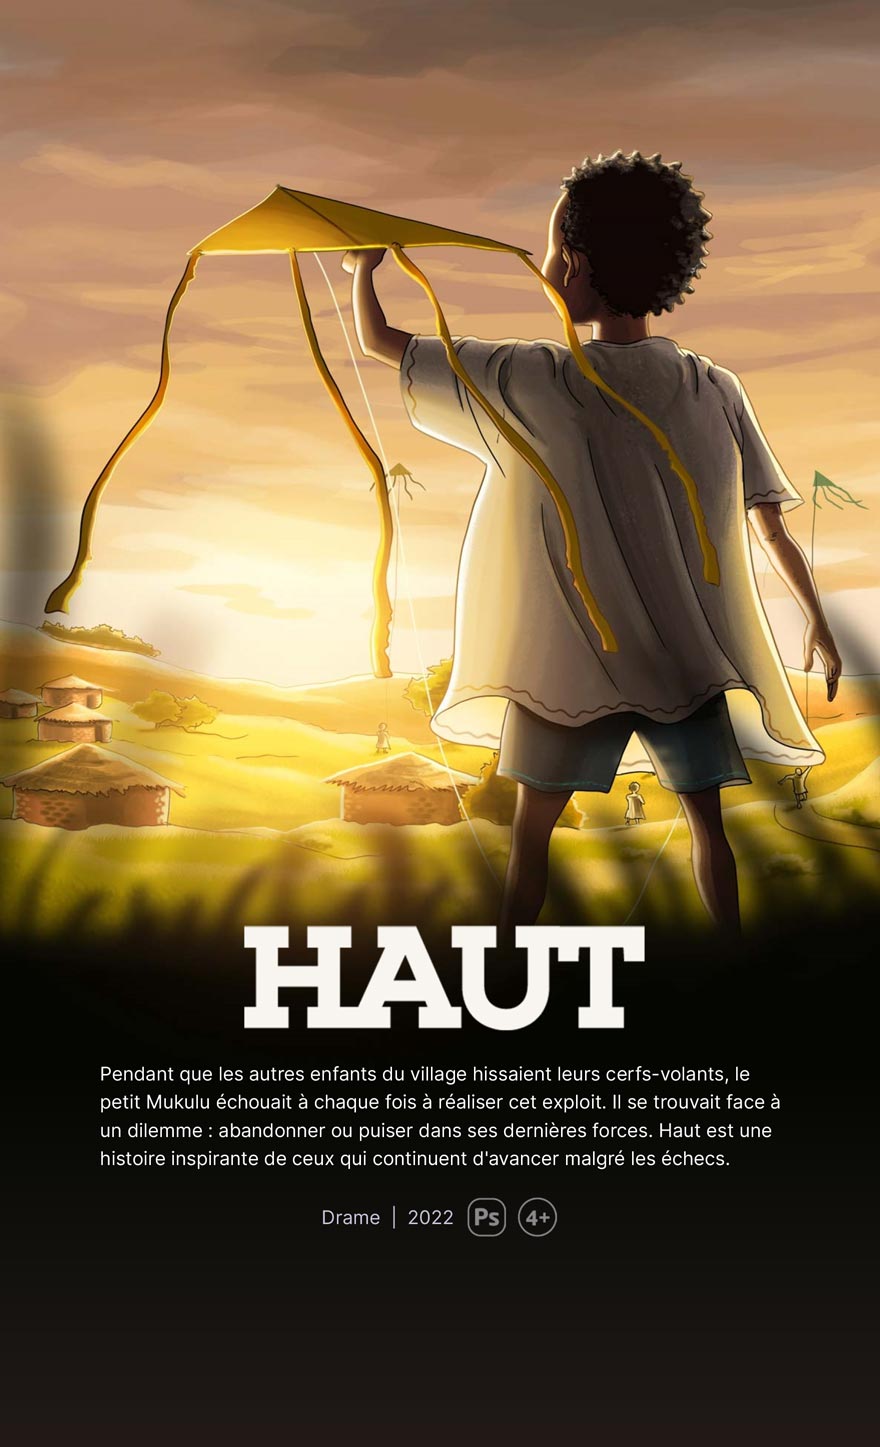 HAUT
Pendant que les autres enfants du village hissaient leurs cerfs-volants, le
petit Mukulu échouait à chaque fois à réaliser cet exploit. Il se trouvait face à
un dilemme : abandonner ou puiser dans ses dernières forces. Haut est une
histoire inspirante de ceux qui continuent d'avancer malgré les échecs.
Drame | 2022 Ps 4+